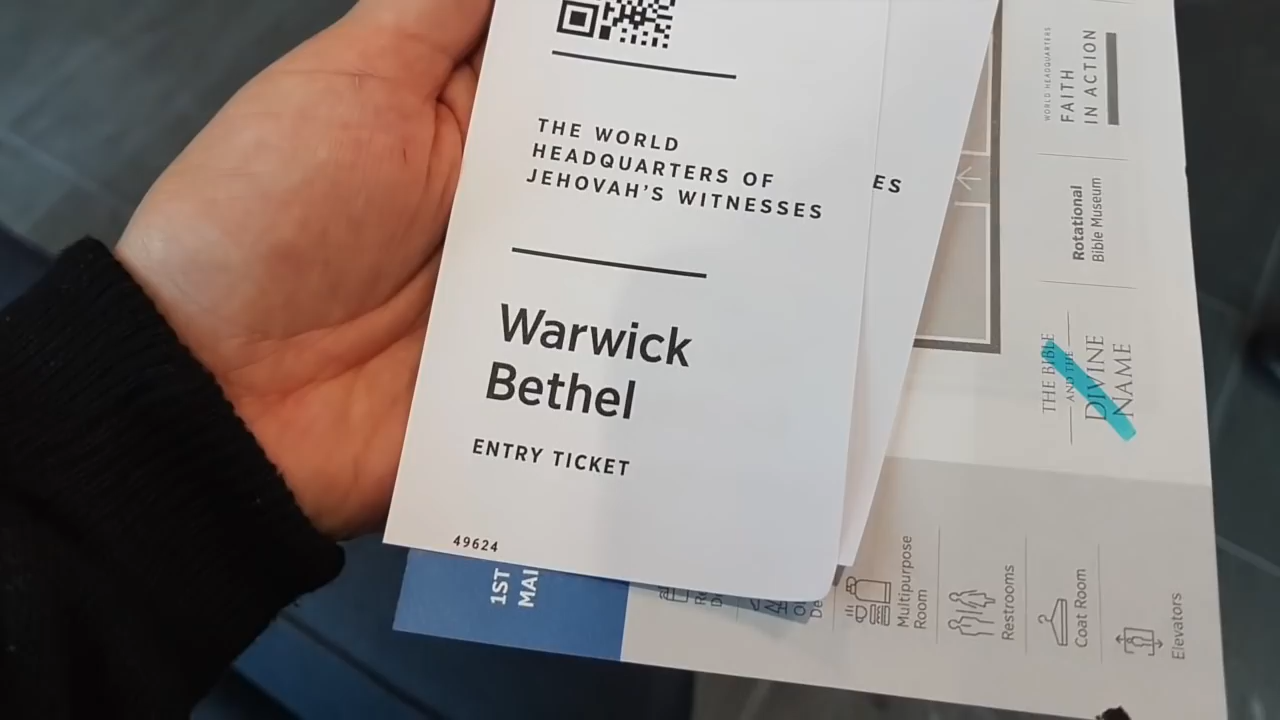 THE WORLD
HEADQUARTERS OF
JEHOVAH'S WITNESSES
Warwick
Bethel
ENTRY TICKET
49624
ES
WORLD HEADQUARTERS
FAITH
IN ACTION
Rotational
Bible Museum
THE BIBLE
AND THE
DIVINE
NAME
1ST
MAI
Multipurpose
Room
Restrooms
Coat Room
Elevators